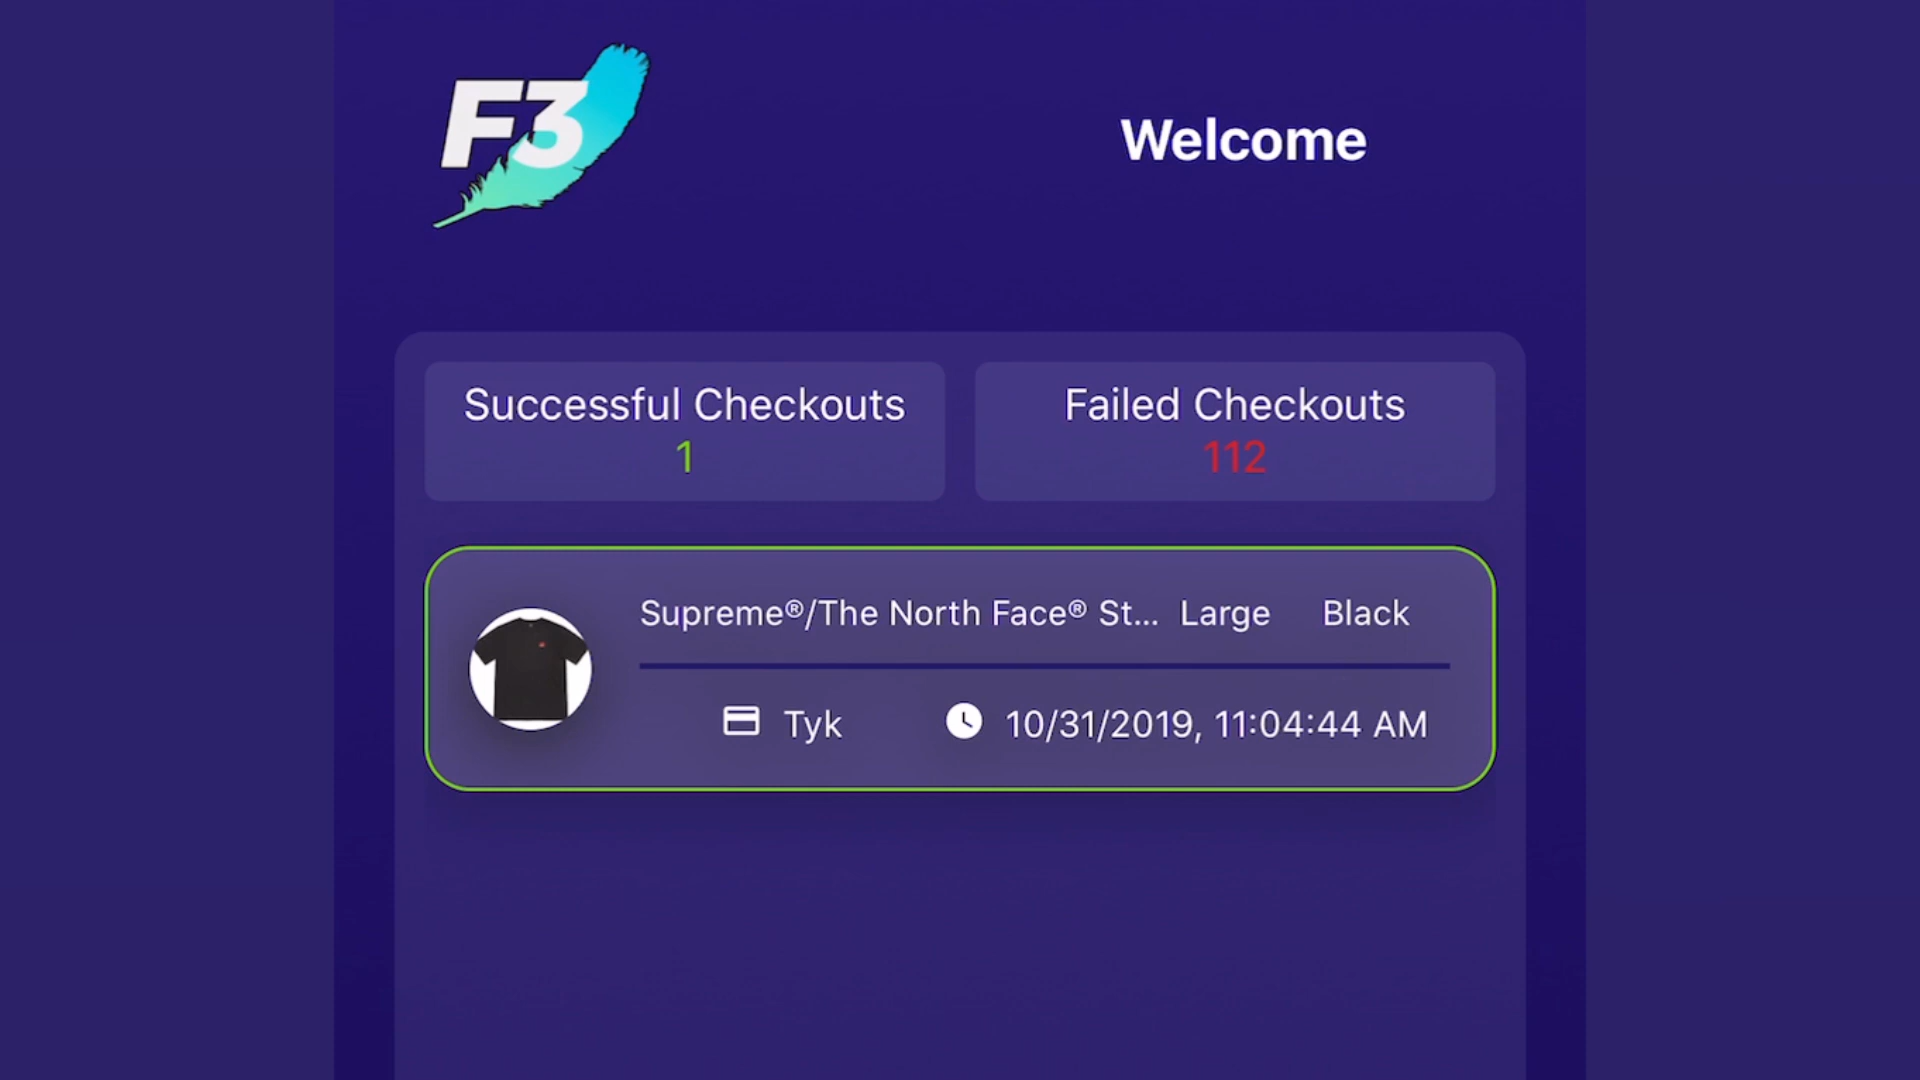 F3
Welcome
Successful Checkouts
1
Failed Checkouts
112
Supreme®/The North Face® St... Large Black
Tyk 10/31/2019, 11:04:44 AM